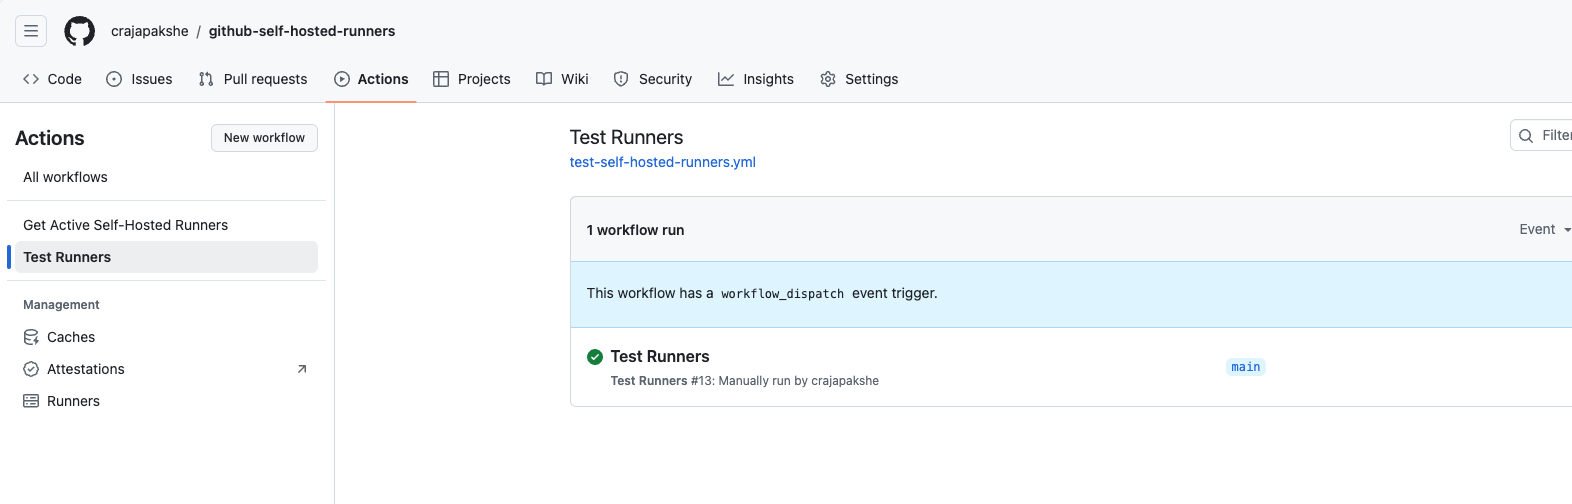 crajapakshe / github-self-hosted-runners
Code Issues Pull requests Actions Projects Wiki Security Insights Settings
Actions
New workflow
All workflows
Get Active Self-Hosted Runners
Test Runners
Management
Caches
Attestations
Runners
Test Runners
test-self-hosted-runners.yml
Filter
1 workflow run
Event
This workflow has a workflow_dispatch event trigger.
Test Runners
main
Test Runners #13: Manually run by crajapakshe